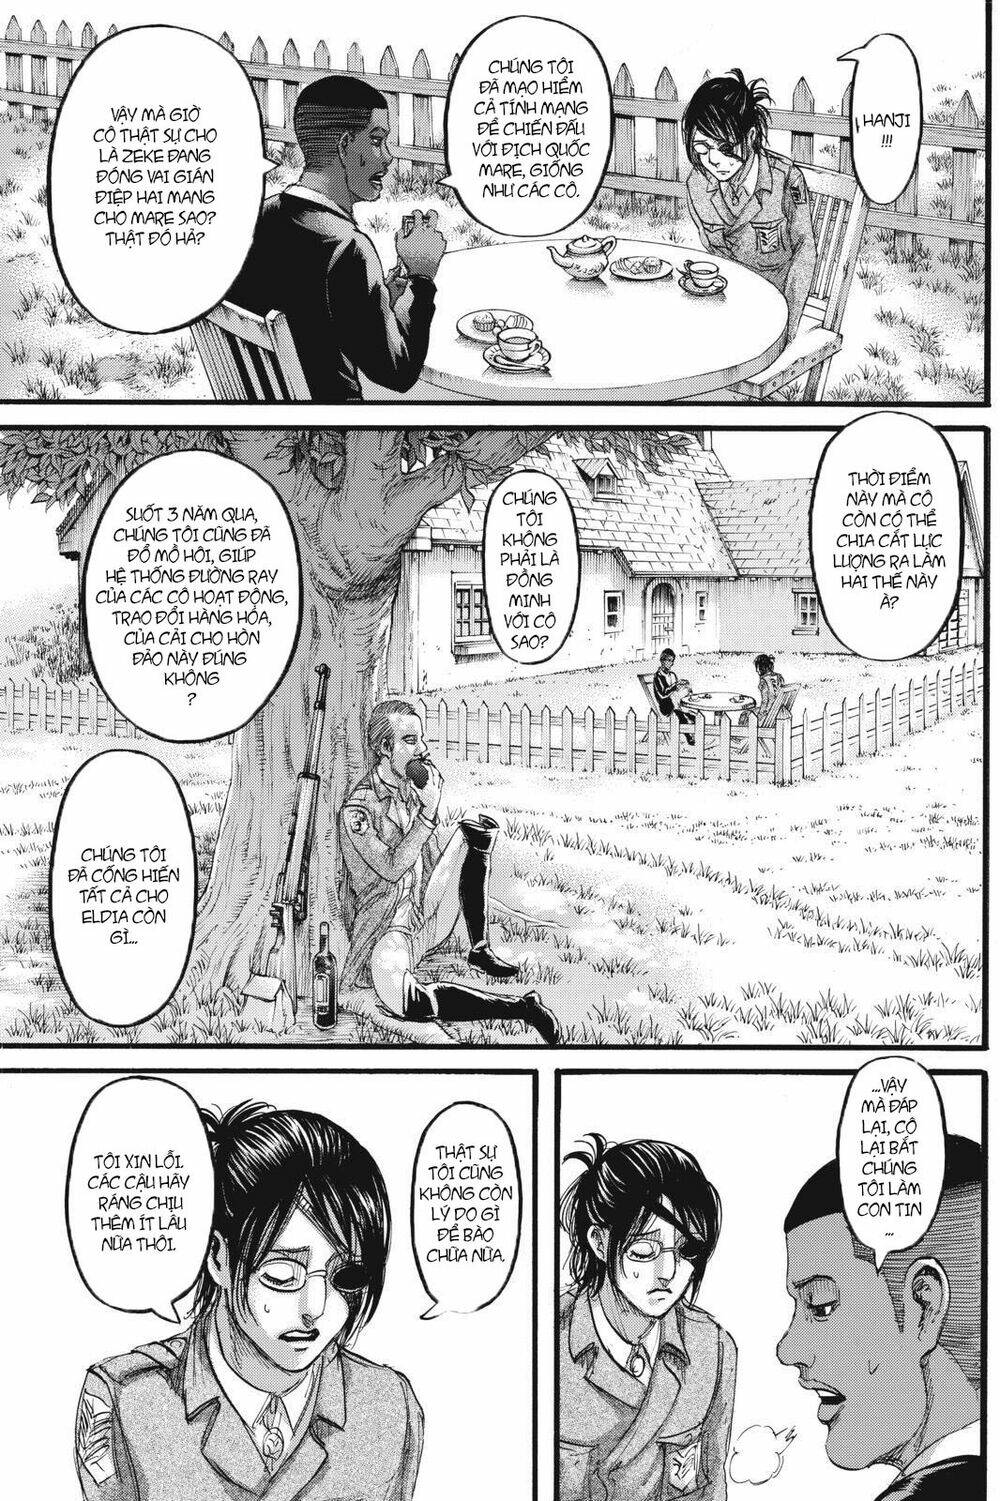 HANJI
!!!
CHÚNG TÔI
ĐÃ MẠO HIỂM
CẢ TÍNH MẠNG
ĐỂ CHIẾN ĐẤU
VỚI ĐỊCH QUỐC
MARE, GIỐNG
NHƯ CÁC CÔ.
VẬY MÀ GIỜ
CÔ THẬT SỰ CHO
LÀ ZEKE ĐANG
ĐÓNG VAI GIÁN
ĐIỆP HAI MANG
CHO MARE SAO?
THẬT ĐÓ HẢ?
THỜI ĐIỂM
NÀY MÀ CÔ
CÒN CÓ THỂ
CHIA CẮT LỰC
LƯỢNG RA LÀM
HAI THẾ NÀY
À?
CHÚNG
TÔI
KHÔNG
PHẢI LÀ
ĐỒNG
MINH
VỚI CÔ
SAO?
SUỐT 3 NĂM QUA,
CHÚNG TÔI CŨNG ĐÃ
ĐỔ MỒ HÔI, GIÚP
HỆ THỐNG ĐƯỜNG RAY
CỦA CÁC CÔ HOẠT ĐỘNG,
TRAO ĐỔI HÀNG HÓA,
CỦA CẢI CHO HÒN
ĐẢO NÀY ĐÚNG
KHÔNG
?
CHÚNG TÔI
ĐÃ CỐNG HIẾN
TẤT CẢ CHO
ELDIA CÒN
GÌ...
...VẬY
MÀ ĐÁP
LẠI, CÔ
LẠI BẮT
CHÚNG
TÔI LÀM
CON TIN
...
THẬT SỰ
TÔI CŨNG
KHÔNG CÒN
LÝ DO GÌ
ĐỂ BÀO
CHỮA NỮA.
TÔI XIN LỖI.
CÁC CẬU HÃY
RÁNG CHỊU
THÊM ÍT LÂU
NỮA THÔI.